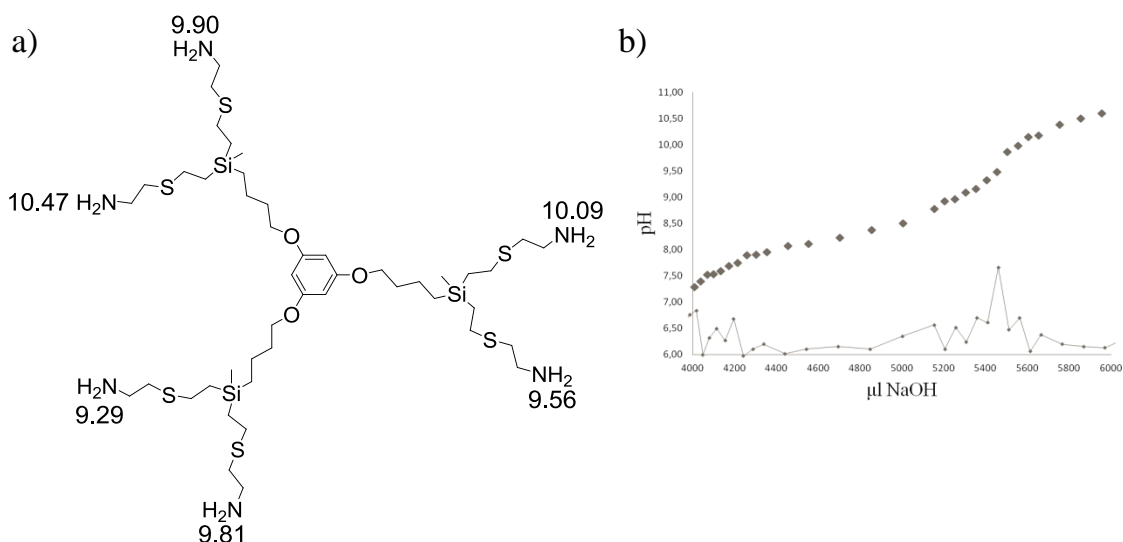 a)
9.90
H2N
S
Si
S
10.47 H2N
O
O
O
10.09
NH2
S
Si
S
NH2
9.56
H2N
9.29
S
Si
S
H2N
9.81
b)
11,00
10,50
10,00
9,50
9,00
8,50
8,00
7,50
7,00
6,50
6,00
pH
4000 4200 4400 4600 4800 5000 5200 5400 5600 5800 6000
µl NaOH